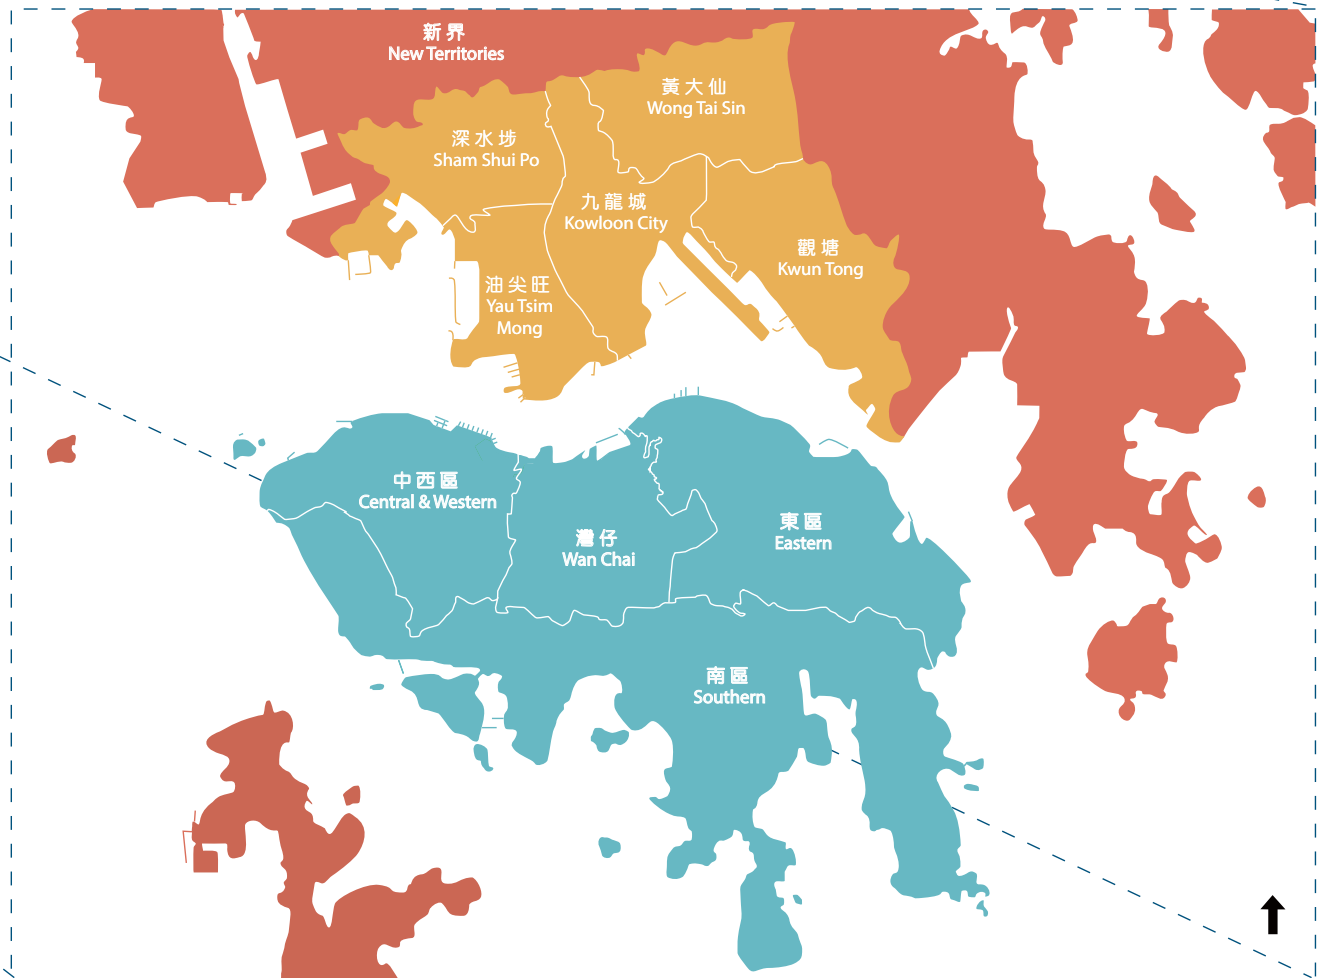 新界
New Territories
黃大仙
Wong Tai Sin
深水埗
Sham Shui Po
九龍城
Kowloon City
觀塘
Kwun Tong
油尖旺
Yau Tsim
Mong
中西區
Central & Western
灣仔
Wan Chai
東區
Eastern
南區
Southern